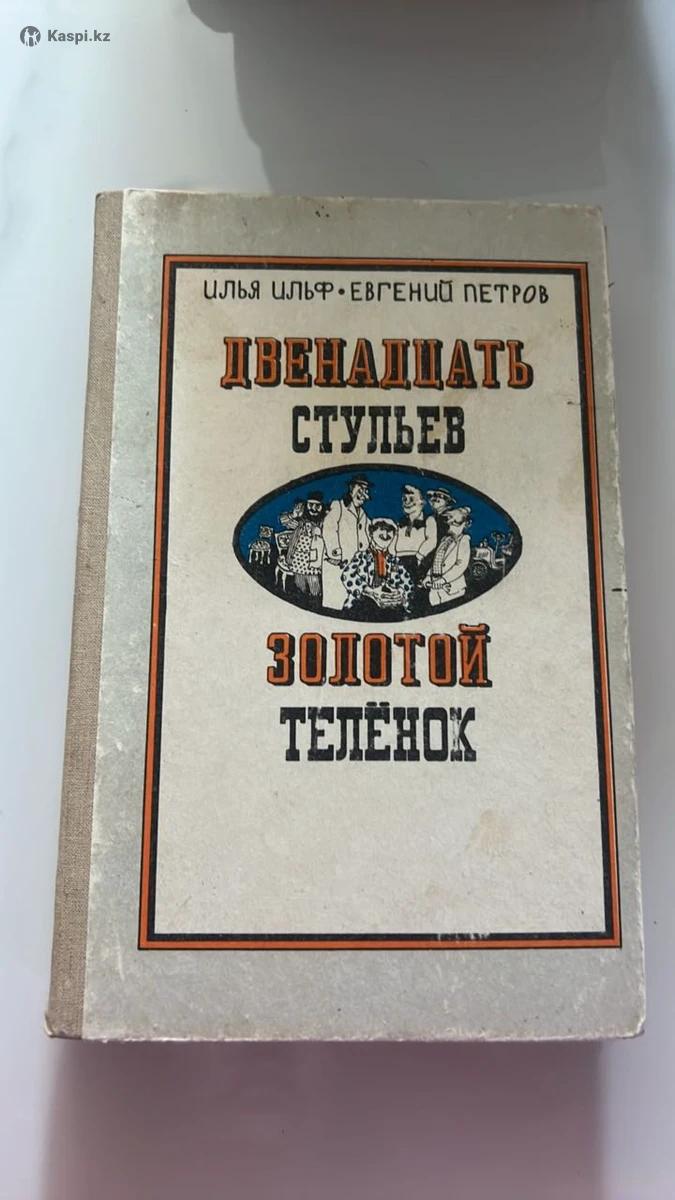 Kaspi.kz
ИЛЬЯ ИЛЬФ • ЕВГЕНИЙ ПЕТРОВ
ДВЕНАДЦАТЬ
СТУЛЬЕВ
ЗОЛОТОЙ
ТЕЛЁНОК